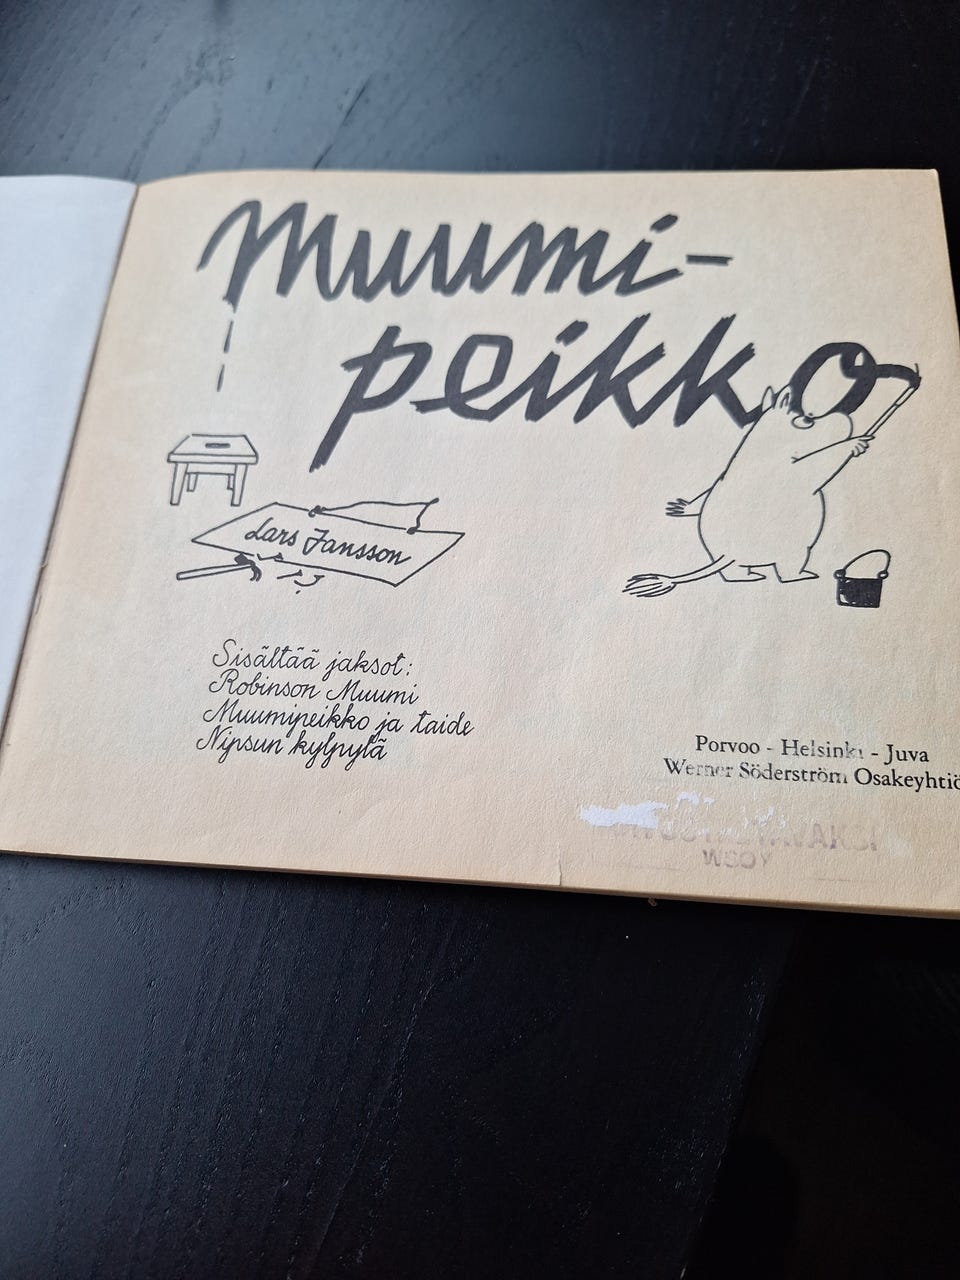 Muumi-
peikko
Lars Jansson
Sisältää jaksot:
Robinson Muumi
Muumipeikko ja taide
Nipsun kylpylä
Porvoo - Helsinki - Juva
Werner Söderström Osakeyhtiö
WSOY